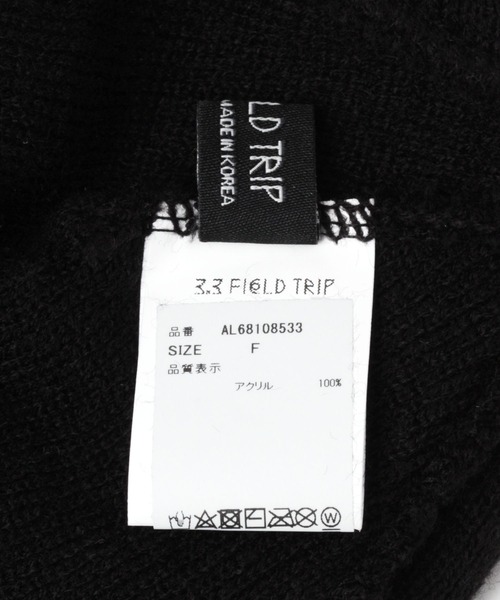 LD TRIP
MADE IN KOREA
3.3 FIELD TRIP
品番 AL68108533
SIZE F
品質表示
アクリル 100%
W